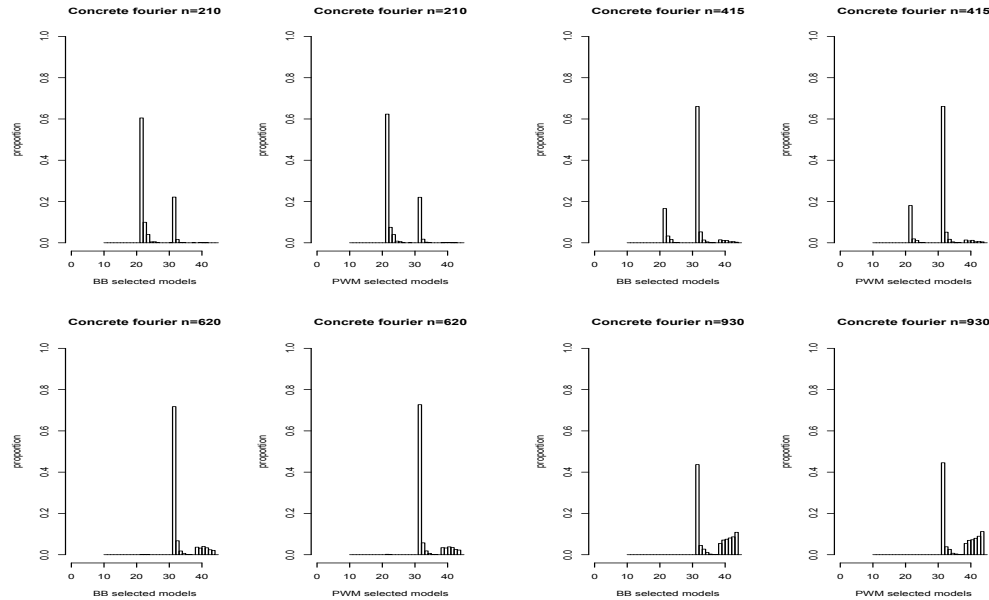 Concrete fourier n=210
Concrete fourier n=210
Concrete fourier n=415
Concrete fourier n=415
proportion
0.0 0.2 0.4 0.6 0.8 1.0
proportion
0.0 0.2 0.4 0.6 0.8 1.0
proportion
0.0 0.2 0.4 0.6 0.8 1.0
proportion
0.0 0.2 0.4 0.6 0.8 1.0
0 10 20 30 40
0 10 20 30 40
0 10 20 30 40
0 10 20 30 40
BB selected models
PWM selected models
BB selected models
PWM selected models
Concrete fourier n=620
Concrete fourier n=620
Concrete fourier n=930
Concrete fourier n=930
proportion
0.0 0.2 0.4 0.6 0.8 1.0
proportion
0.0 0.2 0.4 0.6 0.8 1.0
proportion
0.0 0.2 0.4 0.6 0.8 1.0
proportion
0.0 0.2 0.4 0.6 0.8 1.0
0 10 20 30 40
0 10 20 30 40
0 10 20 30 40
0 10 20 30 40
BB selected models
PWM selected models
BB selected models
PWM selected models